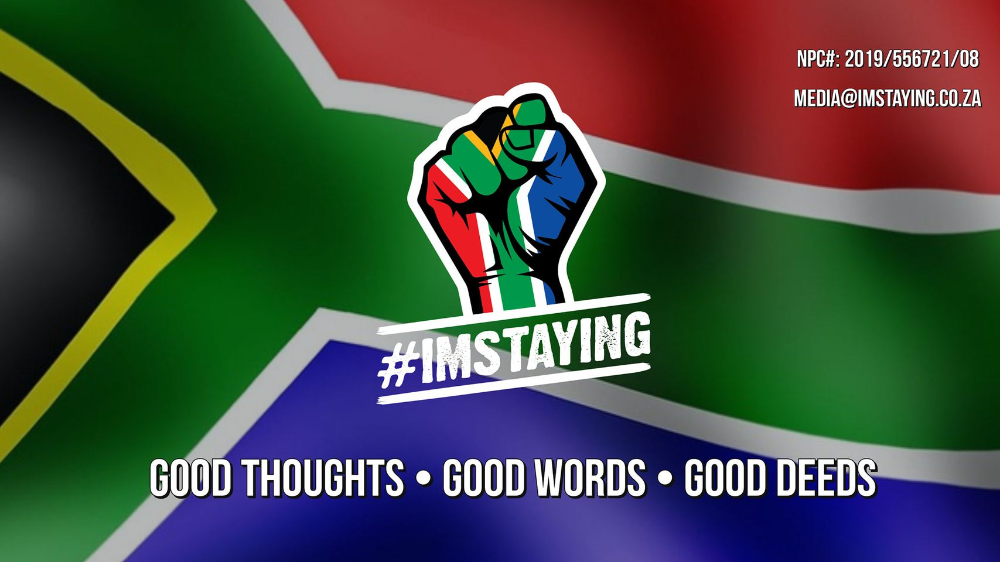 NPC#: 2019/556721/08
MEDIA@IMSTAYING.CO.ZA
#IMSTAYING
GOOD THOUGHTS • GOOD WORDS • GOOD DEEDS